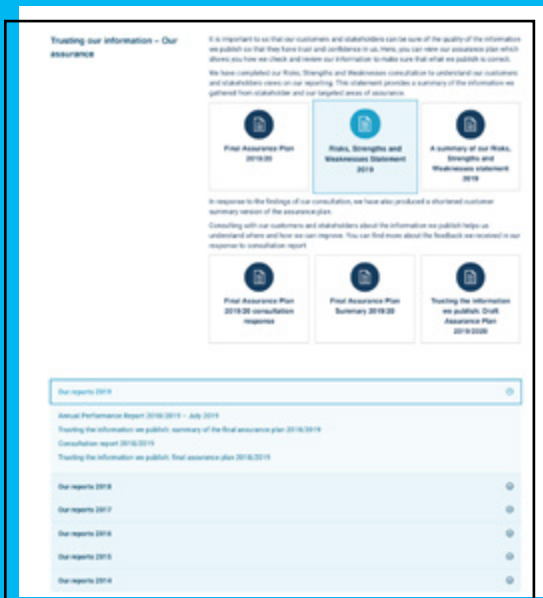 Trusting our information – Our
assurance
It is important to us that our customers and stakeholders can be sure of the quality of the information
we publish so that they have trust and confidence in us. Here, you can view our assurance plan which
shows you how we check and review our information to make sure that what we publish is correct.
We have completed our Risks, Strengths and Weaknesses consultation to understand our customers
and stakeholders views on our reporting. This statement provides a summary of the information we
gathered from stakeholder and our targeted areas of assurance.
Final Assurance Plan
2019/20
Risks, Strengths and
Weaknesses Statement
2019
A summary of our Risks,
Strengths and
Weaknesses statement
2019
In response to the findings of our consultation, we have also produced a shortened customer
summary version of the assurance plan.
Consulting with our customers and stakeholders about the information we publish helps us
understand where and how we can improve. You can find more about the feedback we received in our
response to consultation report
Final Assurance Plan
2019/20 consultation
response
Final Assurance Plan
Summary 2019/20
Trusting the information
we publish: Draft
Assurance Plan
2019/2020
Our reports 2019
Annual Performance Report 2018/2019 – July 2019
Trusting the information we publish: summary of the final assurance plan 2018/2019
Consultation report 2018/2019
Trusting the information we publish: final assurance plan 2018/2019
Our reports 2018
Our reports 2017
Our reports 2016
Our reports 2015
Our reports 2014